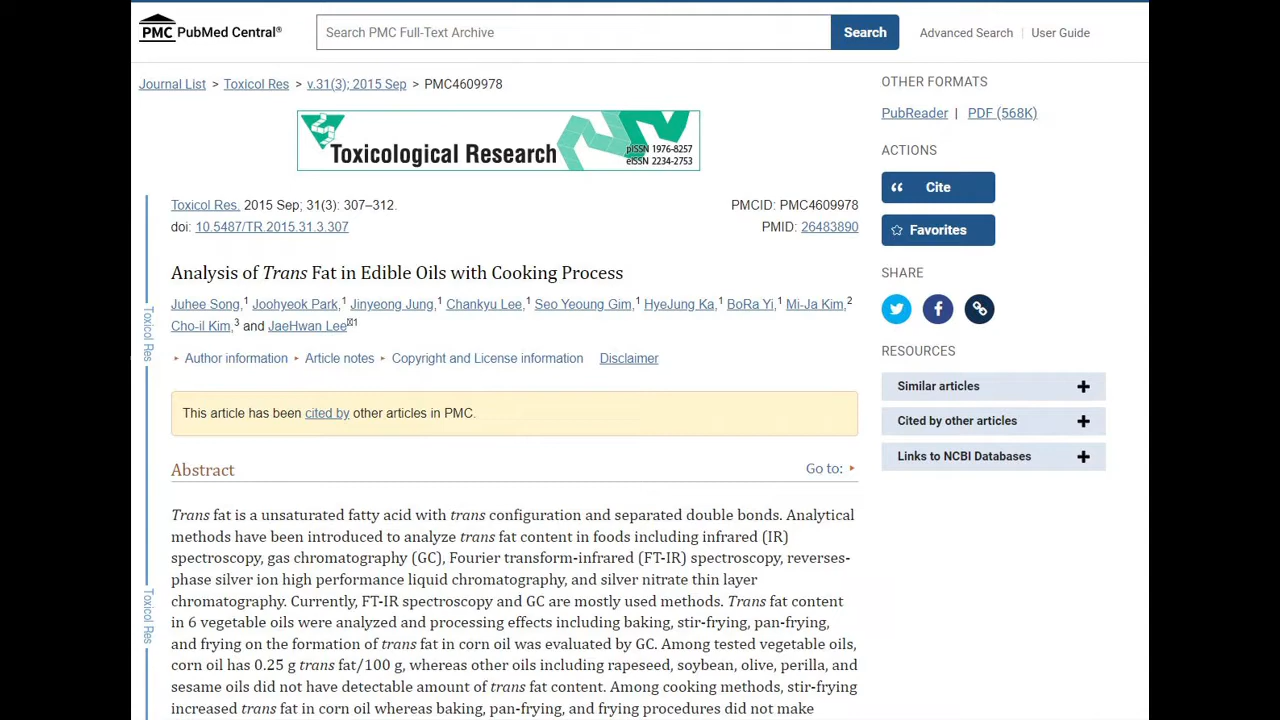 PMC PubMed Central®
Search PMC Full-Text Archive
Search
Advanced Search | User Guide
Journal List > Toxicol Res > v.31(3); 2015 Sep > PMC4609978
Toxicological Research
pISSN 1976-8257
eISSN 2234-2753
Toxicol Res. 2015 Sep; 31(3): 307–312.
PMCID: PMC4609978
doi: 10.5487/TR.2015.31.3.307
PMID: 26483890
Analysis of Trans Fat in Edible Oils with Cooking Process
Juhee Song,1 Joohyeok Park,1 Jinyeong Jung,1 Chankyu Lee,1 Seo Yeoung Gim,1 HyeJung Ka,1 BoRa Yi,1 Mi-Ja Kim,2
Cho-il Kim,3 and JaeHwan Lee✉1
▸ Author information ▸ Article notes ▸ Copyright and License information Disclaimer
This article has been cited by other articles in PMC.
Abstract
Go to: ▸
Trans fat is a unsaturated fatty acid with trans configuration and separated double bonds. Analytical
methods have been introduced to analyze trans fat content in foods including infrared (IR)
spectroscopy, gas chromatography (GC), Fourier transform-infrared (FT-IR) spectroscopy, reverses-
phase silver ion high performance liquid chromatography, and silver nitrate thin layer
chromatography. Currently, FT-IR spectroscopy and GC are mostly used methods. Trans fat content
in 6 vegetable oils were analyzed and processing effects including baking, stir-frying, pan-frying,
and frying on the formation of trans fat in corn oil was evaluated by GC. Among tested vegetable oils,
corn oil has 0.25 g trans fat/100 g, whereas other oils including rapeseed, soybean, olive, perilla, and
sesame oils did not have detectable amount of trans fat content. Among cooking methods, stir-frying
increased trans fat in corn oil whereas baking, pan-frying, and frying procedures did not make
Toxicol Res
Toxicol Res
OTHER FORMATS
PubReader | PDF (568K)
ACTIONS
Cite
Favorites
SHARE
RESOURCES
Similar articles
Cited by other articles
Links to NCBI Databases